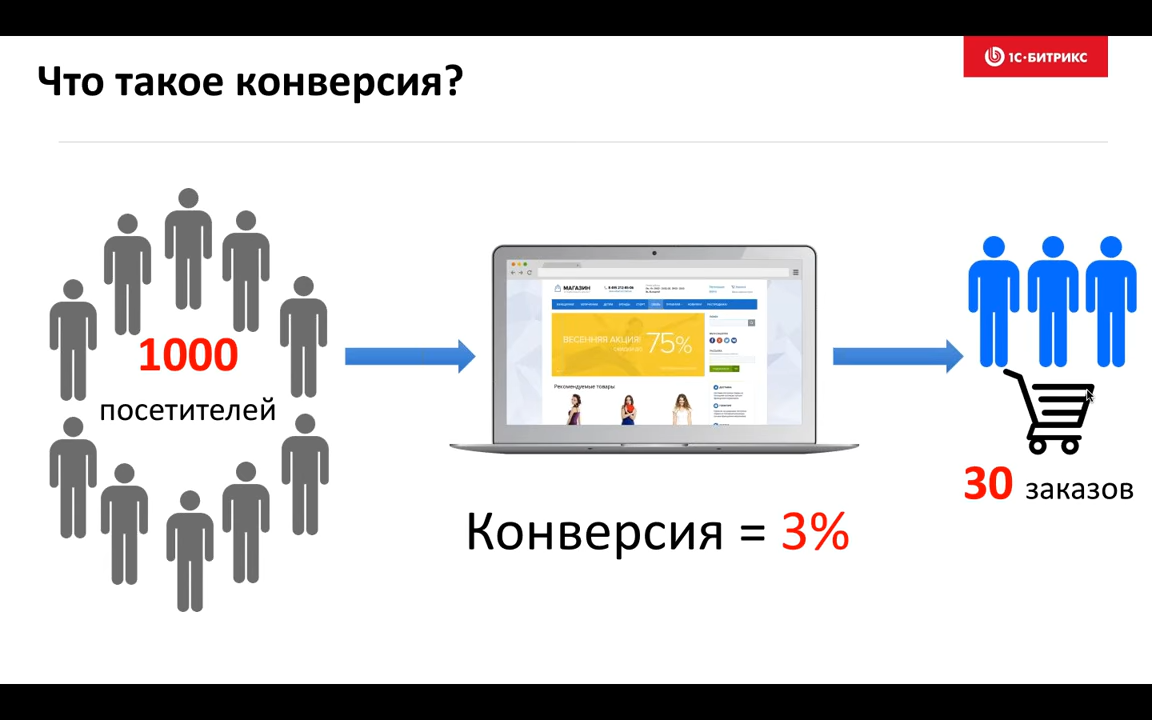 Что такое конверсия?
1С·БИТРИКС
1000
посетителей
МАГАЗИН
ВЕСЕННЯЯ АКЦИЯ!
75%
Рекомендуемые товары
30 заказов
Конверсия = 3%